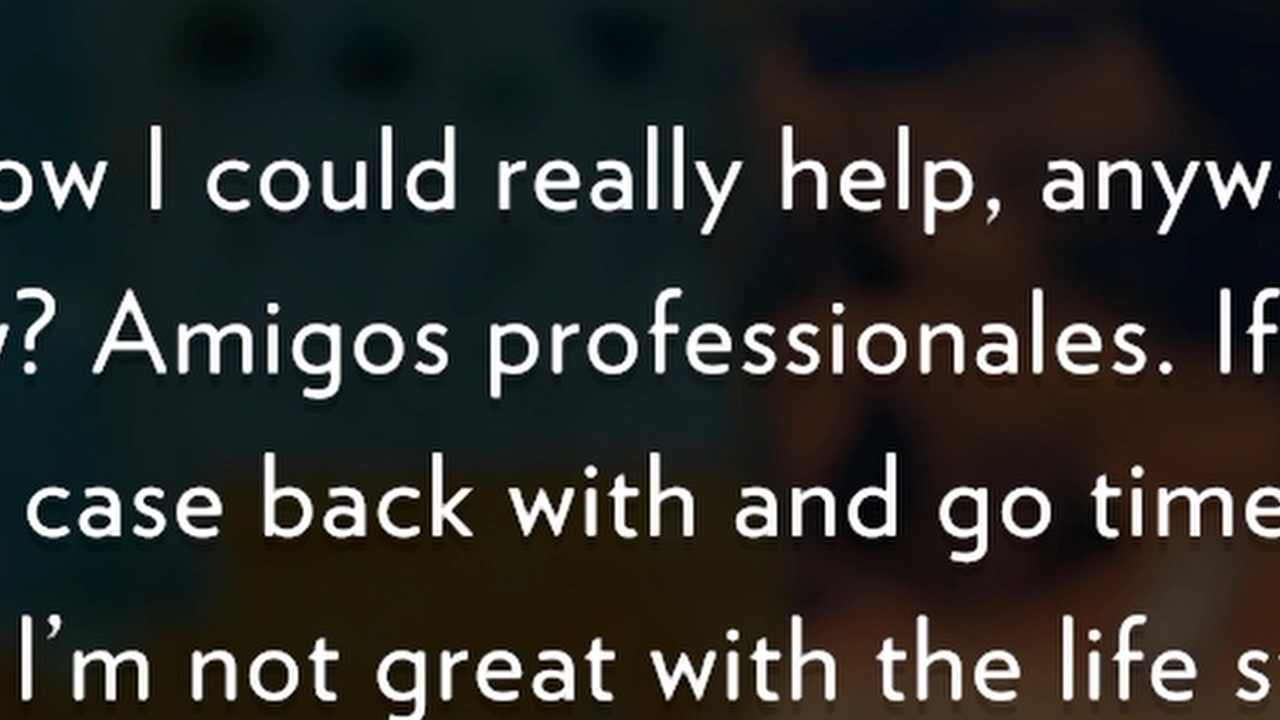 ow I could really help, anyw
? Amigos professionales. If
case back with and go time
I'm not great with the life s